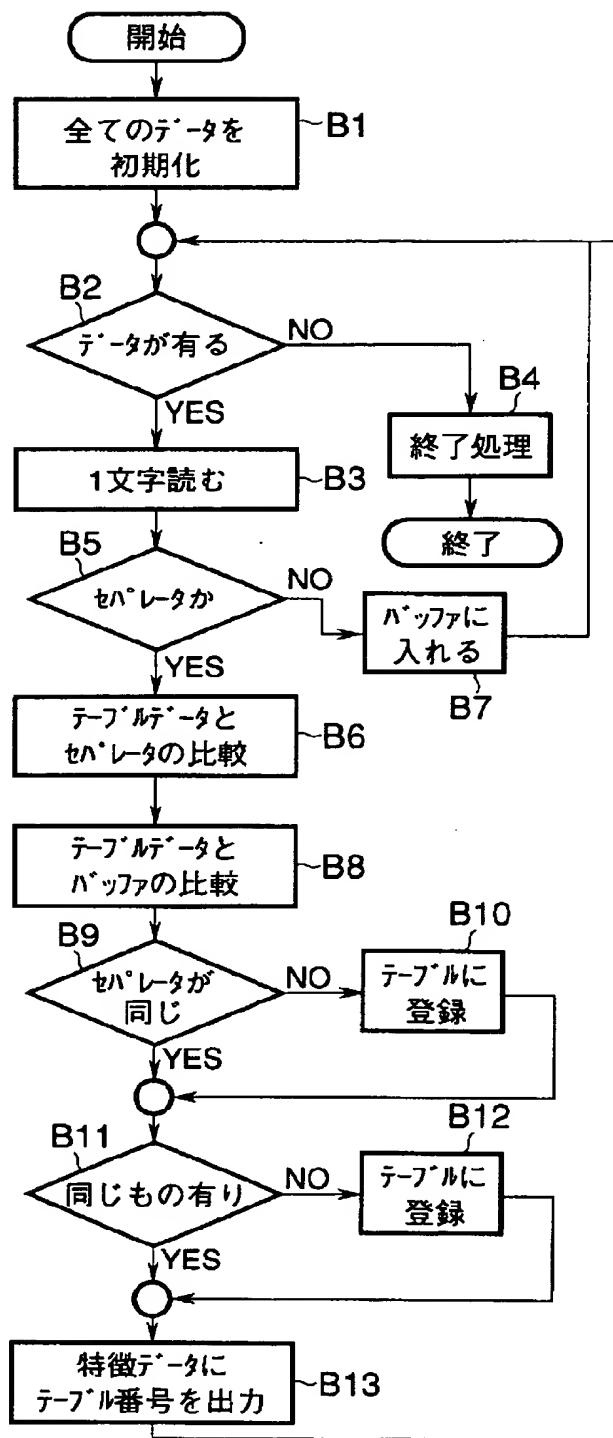 開始
全てのデータを
初期化
B1
B2
データが有る
NO
YES
B4
終了処理
1文字読む
B3
終了
B5
セパレータか
NO
YES
バッファに
入れる
B7
テーブルデータと
セパレータの比較
B6
テーブルデータと
バッファの比較
B8
B9
セパレータが
同じ
NO
YES
B10
テーブルに
登録
B11
同じもの有り
NO
YES
B12
テーブルに
登録
特徴データに
テーブル番号を出力
B13